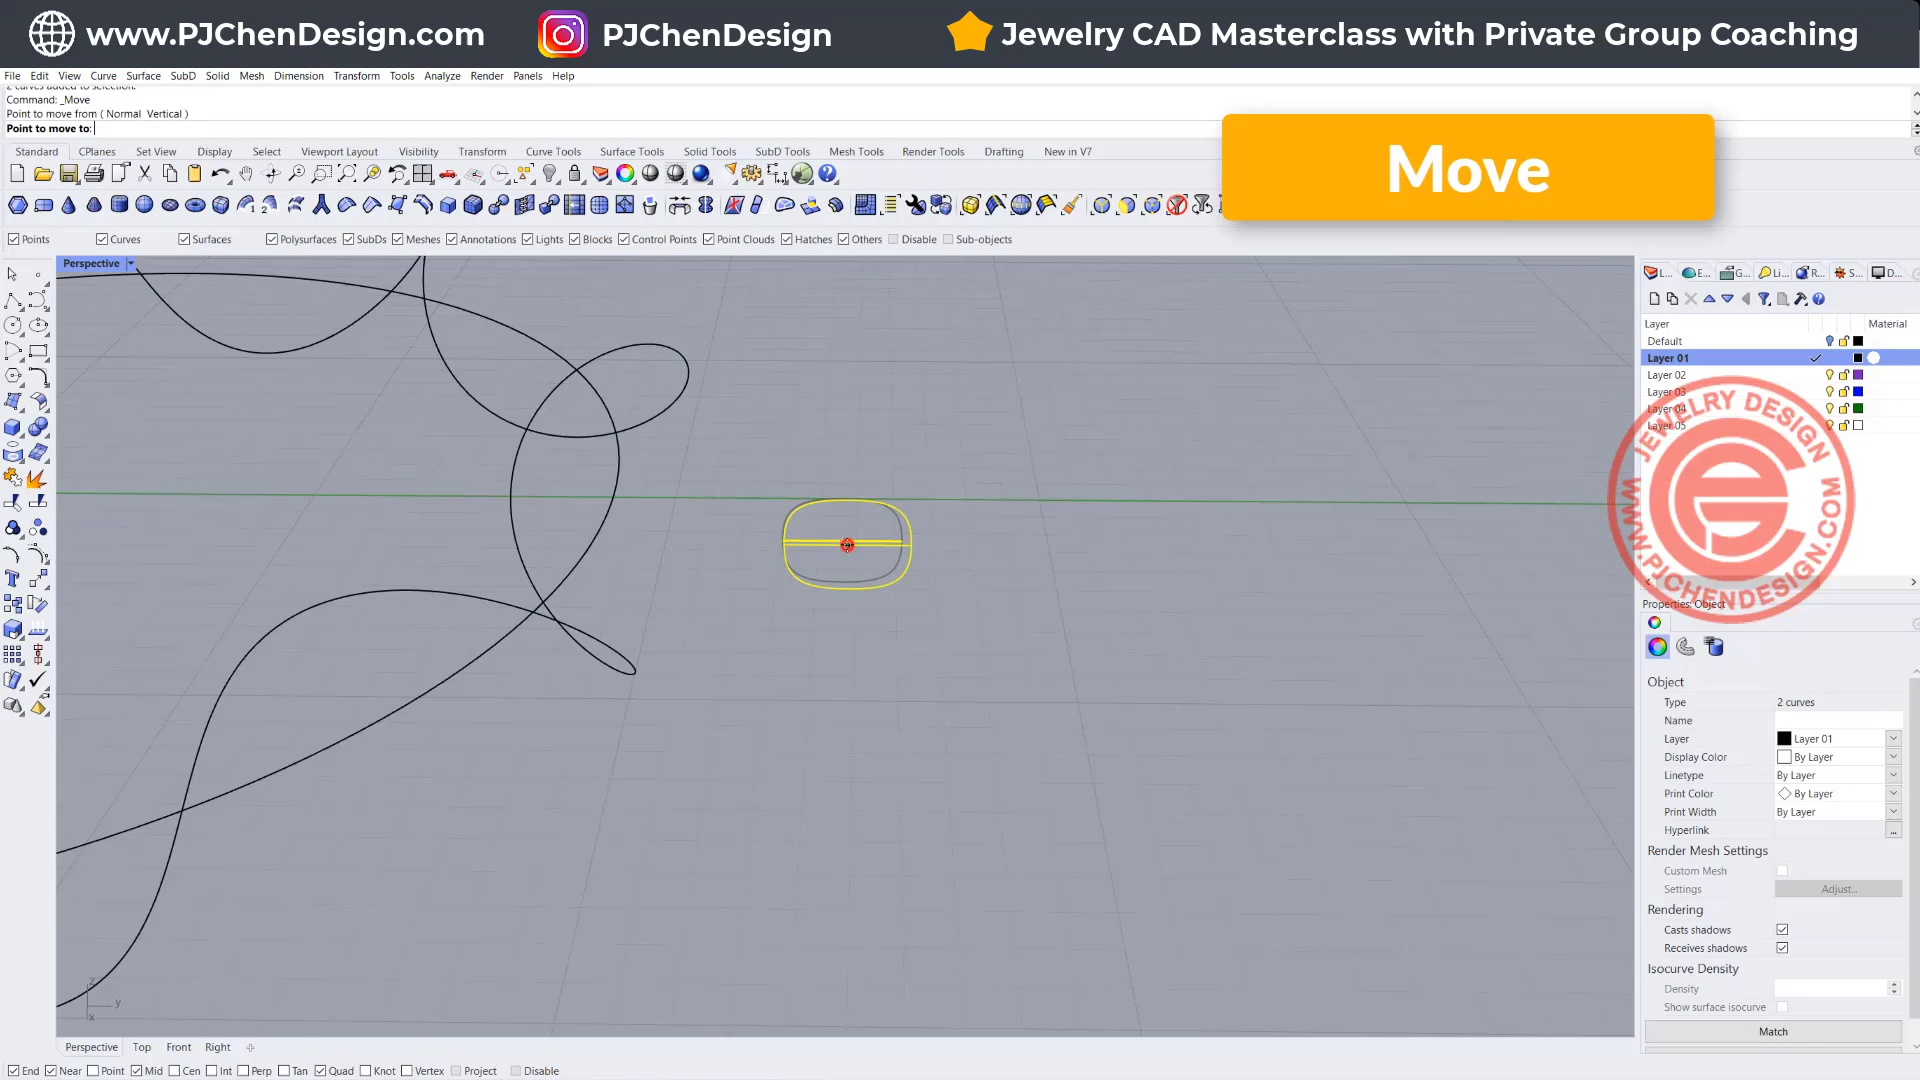 www.PJChenDesign.com PJChenDesign Jewelry CAD Masterclass with Private Group Coaching
File Edit View Curve Surface SubD Solid Mesh Dimension Transform Tools Analyze Render Panels Help
2 curves added to selection.
Command: _Move
Point to move from ( Normal Vertical )
Point to move to:
Move
Standard CPlanes Set View Display Select Viewport Layout Visibility Transform Curve Tools Surface Tools Solid Tools SubD Tools Mesh Tools Render Tools Drafting New in V7
Points Curves Surfaces Polysurfaces SubDs Meshes Annotations Lights Blocks Control Points Point Clouds Hatches Others Disable Sub-objects
Perspective
L... E... G... Li... R... S... D...
Layer Material
Default
Layer 01
Layer 02
Layer 03
Layer 04
Layer 05
JEWELRY DESIGN
WWW.PJCHENDESIGN.COM
Properties: Object
Object
Type 2 curves
Name
Layer Layer 01
Display Color By Layer
Linetype By Layer
Print Color By Layer
Print Width By Layer
Hyperlink ...
Render Mesh Settings
Custom Mesh
Settings Adjust...
Rendering
Casts shadows
Receives shadows
Isocurve Density
Density
Show surface isocurve
Match
z
y
x
Perspective Top Front Right
End Near Point Mid Cen Int Perp Tan Quad Knot Vertex Project Disable